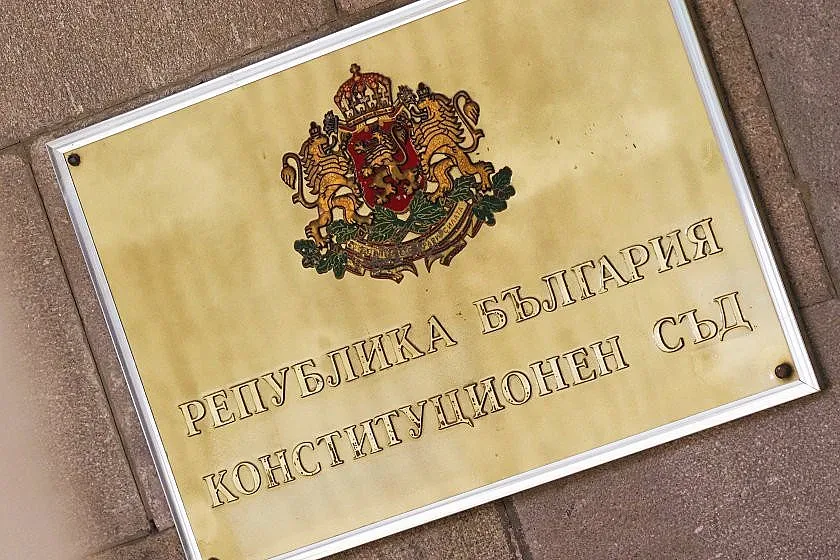 РЕПУБЛИКА БЪЛГАРИЯ
КОНСТИТУЦИОНЕН СЪД